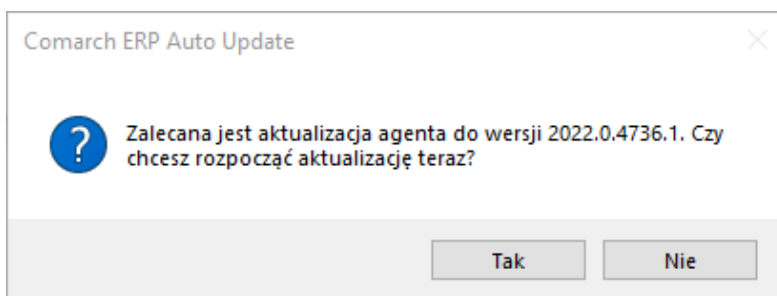 Comarch ERP Auto Update
Zalecana jest aktualizacja agenta do wersji 2022.0.4736.1. Czy
chcesz rozpocząć aktualizację teraz?
Tak
Nie